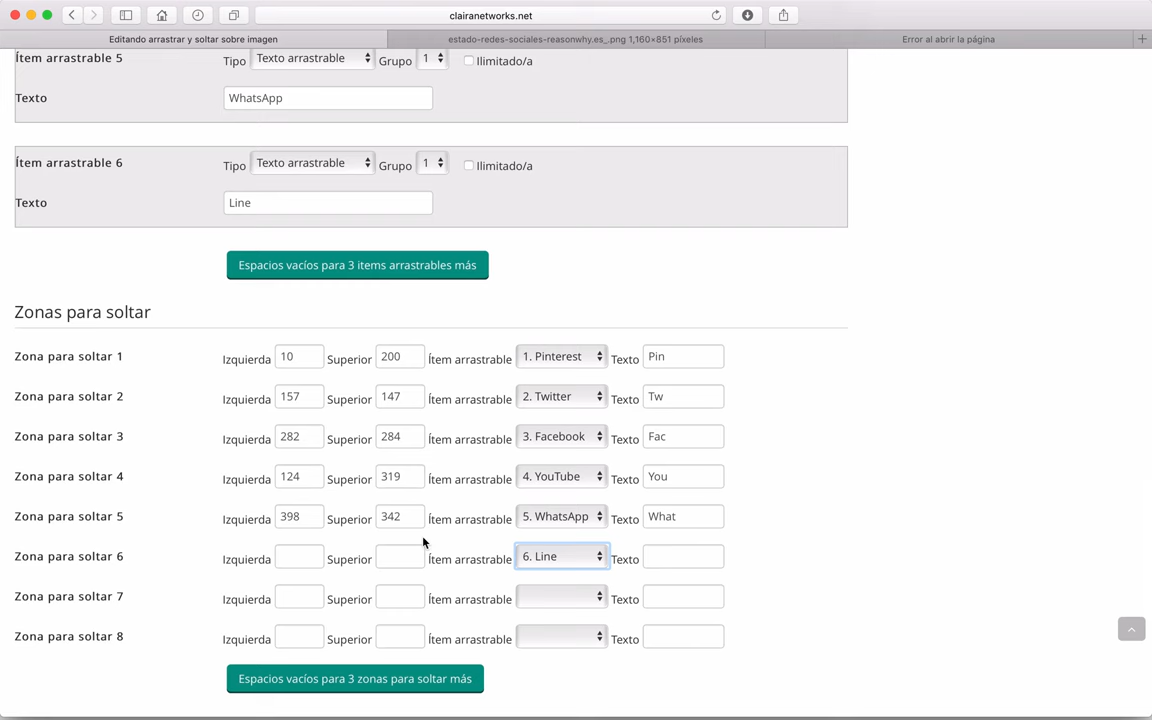 clairanetworks.net
Editando arrastrar y soltar sobre imagen
estado-redes-sociales-reasonwhy.es_.png 1,160×851 píxeles
Error al abrir la página
Ítem arrastrable 5 Tipo Texto arrastrable Grupo 1 Ilimitado/a
Texto WhatsApp
Ítem arrastrable 6 Tipo Texto arrastrable Grupo 1 Ilimitado/a
Texto Line
Espacios vacíos para 3 items arrastrables más
Zonas para soltar
Zona para soltar 1 Izquierda 10 Superior 200 Ítem arrastrable 1. Pinterest Texto Pin
Zona para soltar 2 Izquierda 157 Superior 147 Ítem arrastrable 2. Twitter Texto Tw
Zona para soltar 3 Izquierda 282 Superior 284 Ítem arrastrable 3. Facebook Texto Fac
Zona para soltar 4 Izquierda 124 Superior 319 Ítem arrastrable 4. YouTube Texto You
Zona para soltar 5 Izquierda 398 Superior 342 Ítem arrastrable 5. WhatsApp Texto What
Zona para soltar 6 Izquierda Superior Ítem arrastrable 6. Line Texto
Zona para soltar 7 Izquierda Superior Ítem arrastrable Texto
Zona para soltar 8 Izquierda Superior Ítem arrastrable Texto
Espacios vacíos para 3 zonas para soltar más